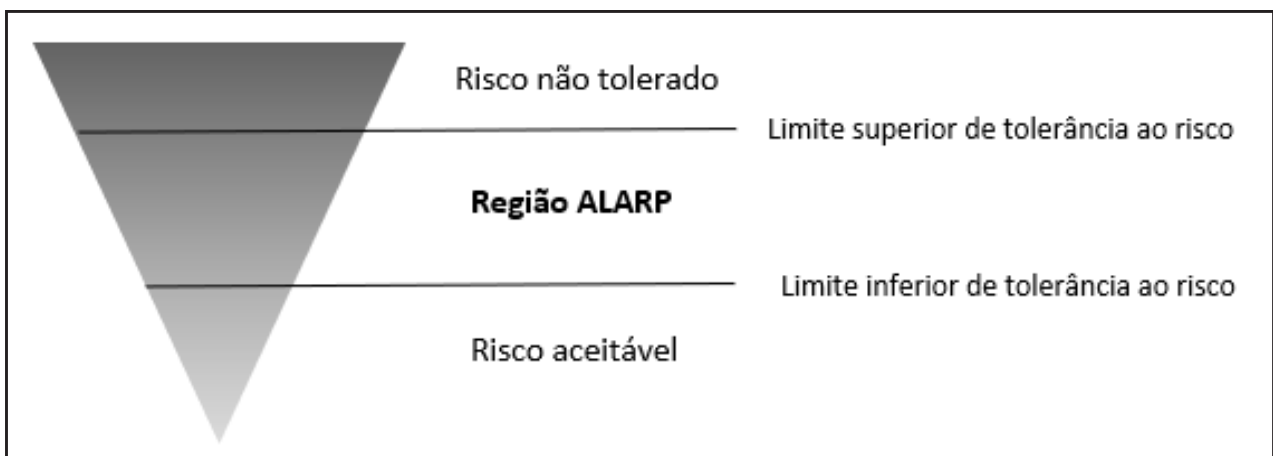 Risco não tolerado
Limite superior de tolerância ao risco
Região ALARP
Limite inferior de tolerância ao risco
Risco aceitável